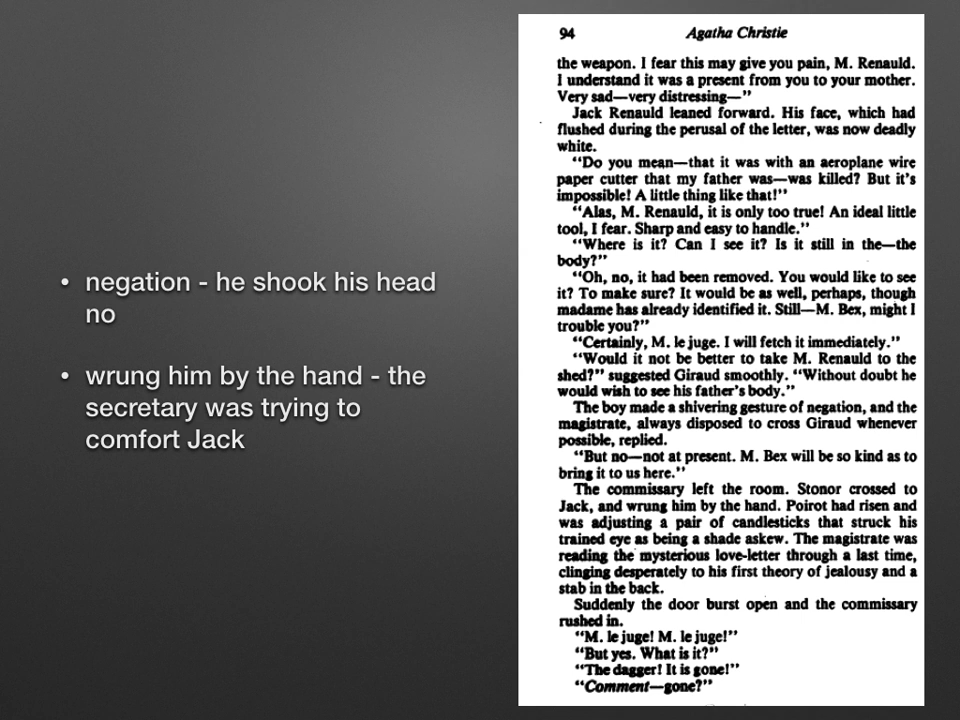 • negation - he shook his head
no
• wrung him by the hand - the
secretary was trying to
comfort Jack
94 Agatha Christie
the weapon. I fear this may give you pain, M. Renauld.
I understand it was a present from you to your mother.
Very sad—very distressing—”
Jack Renauld leaned forward. His face, which had
flushed during the perusal of the letter, was now deadly
white.
“Do you mean—that it was with an aeroplane wire
paper cutter that my father was—was killed? But it’s
impossible! A little thing like that!”
“Alas, M. Renauld, it is only too true! An ideal little
tool, I fear. Sharp and easy to handle.”
“Where is it? Can I see it? Is it still in the—the
body?”
“Oh, no, it had been removed. You would like to see
it? To make sure? It would be as well, perhaps, though
madame has already identified it. Still—M. Bex, might I
trouble you?”
“Certainly, M. le juge. I will fetch it immediately.”
“Would it not be better to take M. Renauld to the
shed?” suggested Giraud smoothly. “Without doubt he
would wish to see his father’s body.”
The boy made a shivering gesture of negation, and the
magistrate, always disposed to cross Giraud whenever
possible, replied.
“But no—not at present. M. Bex will be so kind as to
bring it to us here.”
The commissary left the room. Stonor crossed to
Jack, and wrung him by the hand. Poirot had risen and
was adjusting a pair of candlesticks that struck his
trained eye as being a shade askew. The magistrate was
reading the mysterious love-letter through a last time,
clinging desperately to his first theory of jealousy and a
stab in the back.
Suddenly the door burst open and the commissary
rushed in.
“M. le juge! M. le juge!”
“But yes. What is it?”
“The dagger! It is gone!”
“Comment—gone?”